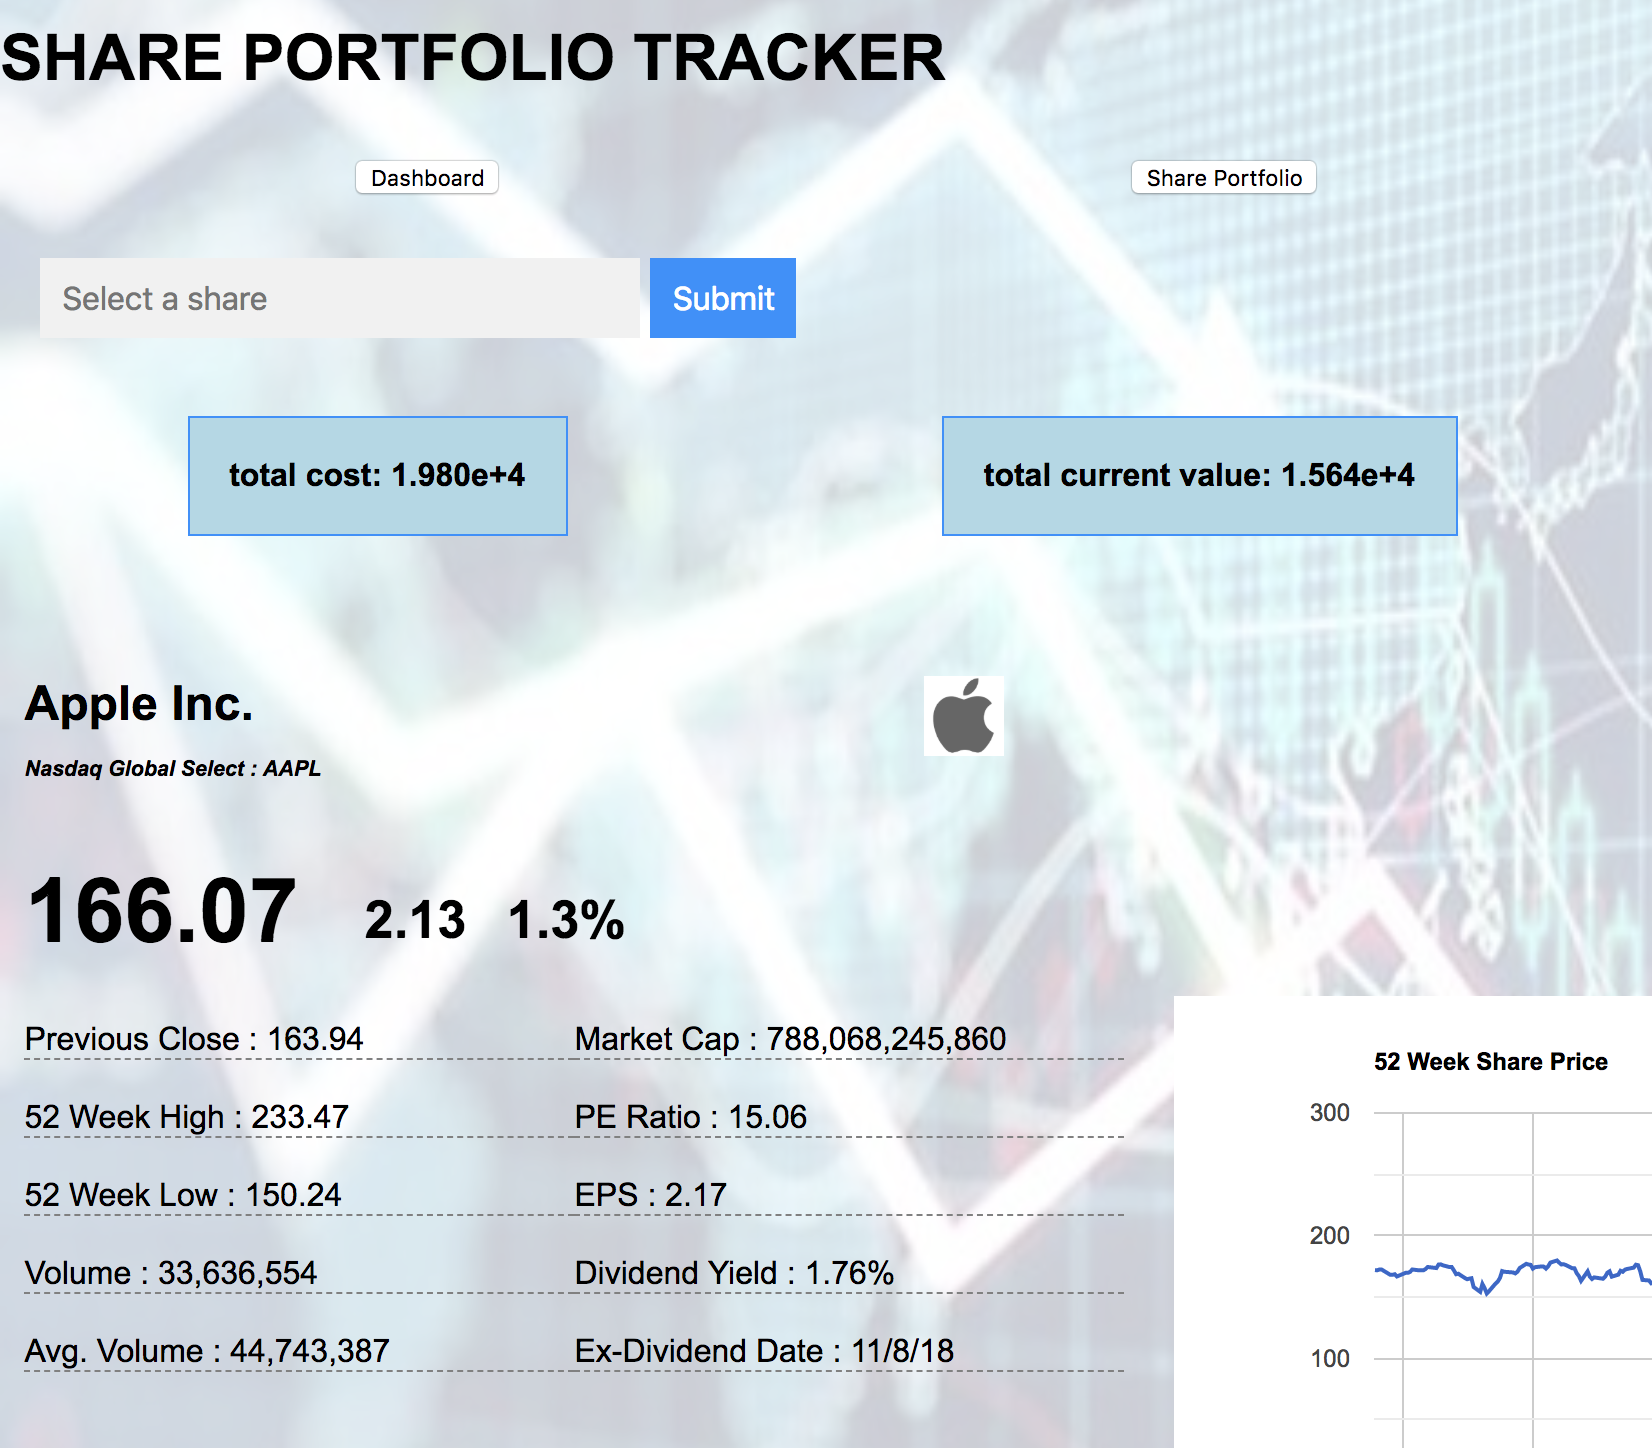 SHARE PORTFOLIO TRACKER
Dashboard
Share Portfolio
Select a share
Submit
total cost: 1.980e+4
total current value: 1.564e+4
Apple Inc.
Nasdaq Global Select : AAPL
166.07 2.13 1.3%
Previous Close : 163.94
Market Cap : 788,068,245,860
52 Week High : 233.47
PE Ratio : 15.06
52 Week Low : 150.24
EPS : 2.17
Volume : 33,636,554
Dividend Yield : 1.76%
Avg. Volume : 44,743,387
Ex-Dividend Date : 11/8/18
52 Week Share Price
300
200
100